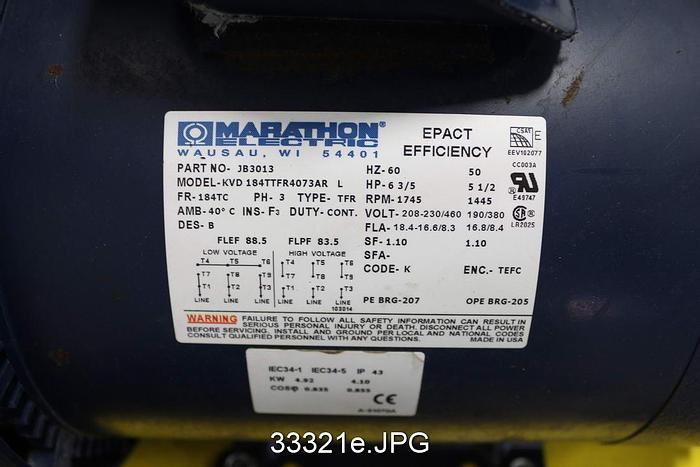 MARATHON®
ELECTRIC
WAUSAU, WI 54401
EPACT
EFFICIENCY
CSA E
EEV102077
CC003A
PART NO- JB3013
MODEL-KVD 184TTFR4073AR L
FR-184TC PH- 3 TYPE- TFR
AMB-40° C INS-F3 DUTY-CONT.
DES-B
FLEF 88.5 FLPF 83.5
HZ-60 50
HP-6 3/5 5 1/2
RPM-1745 1445
VOLT-208-230/460 190/380
FLA-18.4-16.6/8.3 16.8/8.4
SF-1.10 1.10
SFA-
CODE-K ENC.-TEFC
PE BRG-207 OPE BRG-205
E49747
LR2025
LOW VOLTAGE HIGH VOLTAGE
T4 T5 T6 T4 T5 T6
T7 T8 T9 T7 T8 T9
T1 T2 T3 T1 T2 T3
LINE LINE LINE LINE LINE LINE
103014
WARNING FAILURE TO FOLLOW ALL SAFETY INFORMATION CAN RESULT IN
SERIOUS PERSONAL INJURY OR DEATH. DISCONNECT ALL POWER
BEFORE SERVICING. INSTALL AND GROUND PER LOCAL AND NATIONAL CODES
CONSULT QUALIFIED PERSONNEL WITH ANY QUESTIONS. MADE IN USA
IEC34-1 IEC34-5 IP 43
KW 4.92 4.10
COSφ 0.835 0.855
CE
33321e.JPG